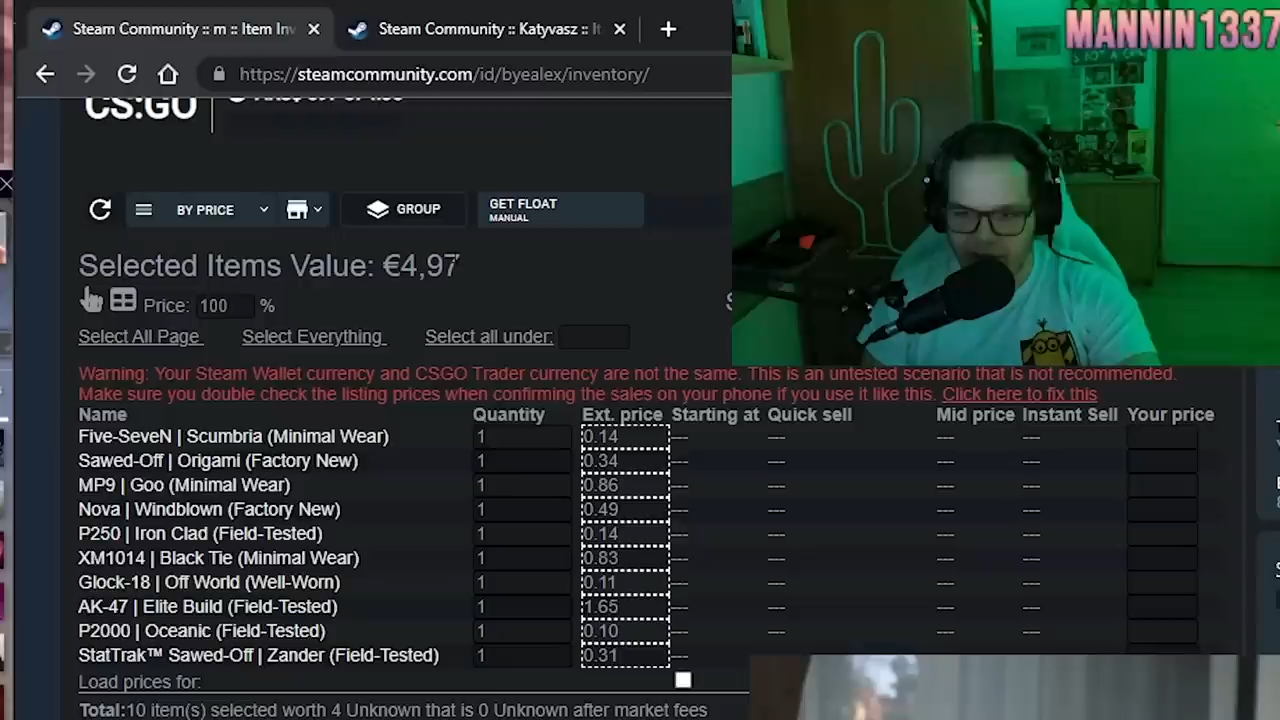 Steam Community :: m :: Item Inv
Steam Community :: Katyvasz :: It
https://steamcommunity.com/id/byealex/inventory/
MANNIN1337
CS:GO
BY PRICE
GROUP
GET FLOAT
MANUAL
Selected Items Value: €4,97
Price: 100 %
Select All Page Select Everything Select all under:
Warning: Your Steam Wallet currency and CSGO Trader currency are not the same. This is an untested scenario that is not recommended.
Make sure you double check the listing prices when confirming the sales on your phone if you use it like this. Click here to fix this
Name Quantity Ext. price Starting at Quick sell Mid price Instant Sell Your price
Five-SeveN | Scumbria (Minimal Wear) 1 0.14 --- --- --- ---
Sawed-Off | Origami (Factory New) 1 0.34 --- --- --- ---
MP9 | Goo (Minimal Wear) 1 0.86 --- --- --- ---
Nova | Windblown (Factory New) 1 0.49 --- --- --- ---
P250 | Iron Clad (Field-Tested) 1 0.14 --- --- --- ---
XM1014 | Black Tie (Minimal Wear) 1 0.83 --- --- --- ---
Glock-18 | Off World (Well-Worn) 1 0.11 --- --- --- ---
AK-47 | Elite Build (Field-Tested) 1 1.65 --- --- --- ---
P2000 | Oceanic (Field-Tested) 1 0.10 --- --- --- ---
StatTrak™ Sawed-Off | Zander (Field-Tested) 1 0.31 ---
Load prices for:
Total:10 item(s) selected worth 4 Unknown that is 0 Unknown after market fees